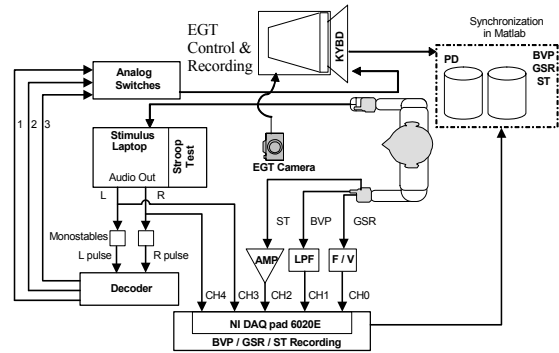 Synchronization
in Matlab
EGT
Control &
Recording
KYBD
PD
BVP
GSR
ST
Analog
Switches
1
2
3
Stimulus
Laptop
Stroop
Test
Audio Out
EGT Camera
L
R
ST
BVP
GSR
Monostables
L pulse
R pulse
AMP
LPF
F / V
Decoder
CH4
CH3
CH2
CH1
CH0
NI DAQ pad 6020E
BVP / GSR / ST Recording